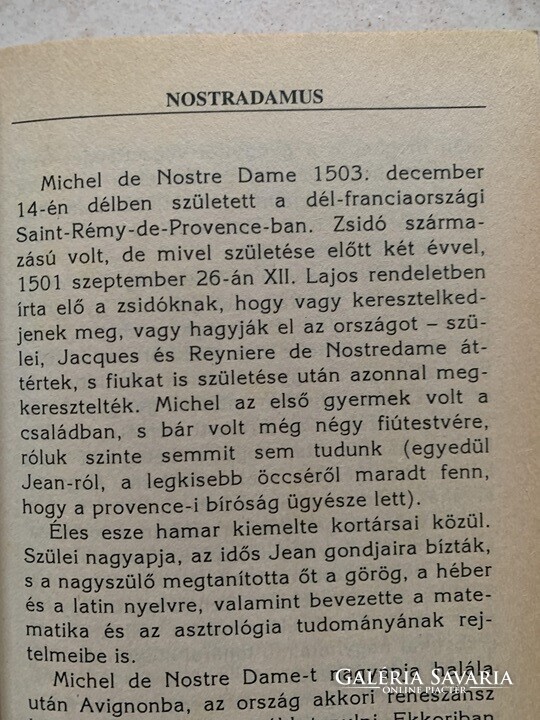 NOSTRADAMUS
Michel de Nostre Dame 1503. december
14-én délben született a dél-franciaországi
Saint-Rémy-de-Provence-ban. Zsidó szárma-
zású volt, de mivel születése előtt két évvel,
1501 szeptember 26-án XII. Lajos rendeletben
írta elő a zsidóknak, hogy vagy keresztelked-
jenek meg, vagy hagyják el az országot – szü-
lei, Jacques és Reyniere de Nostredame át-
tértek, s fiukat is születése után azonnal meg-
keresztelték. Michel az első gyermek volt a
családban, s bár volt még négy fiútestvére,
róluk szinte semmit sem tudunk (egyedül
Jean-ról, a legkisebb öccséről maradt fenn,
hogy a provence-i bíróság ügyésze lett).
Éles esze hamar kiemelte kortársai közül.
Szülei nagyapja, az idős Jean gondjaira bízták,
s a nagyszülő megtanította őt a görög, a héber
és a latin nyelvre, valamint bevezette a mate-
matika és az asztrológia tudományának rej-
telmeibe is.
Michel de Nostre Dame-t nagyapja halála
után Avignonba, az ország akkori reneszánsz
Ekkoriban
GALÉRIA SAVARIA
ONLINE PIACTÉR